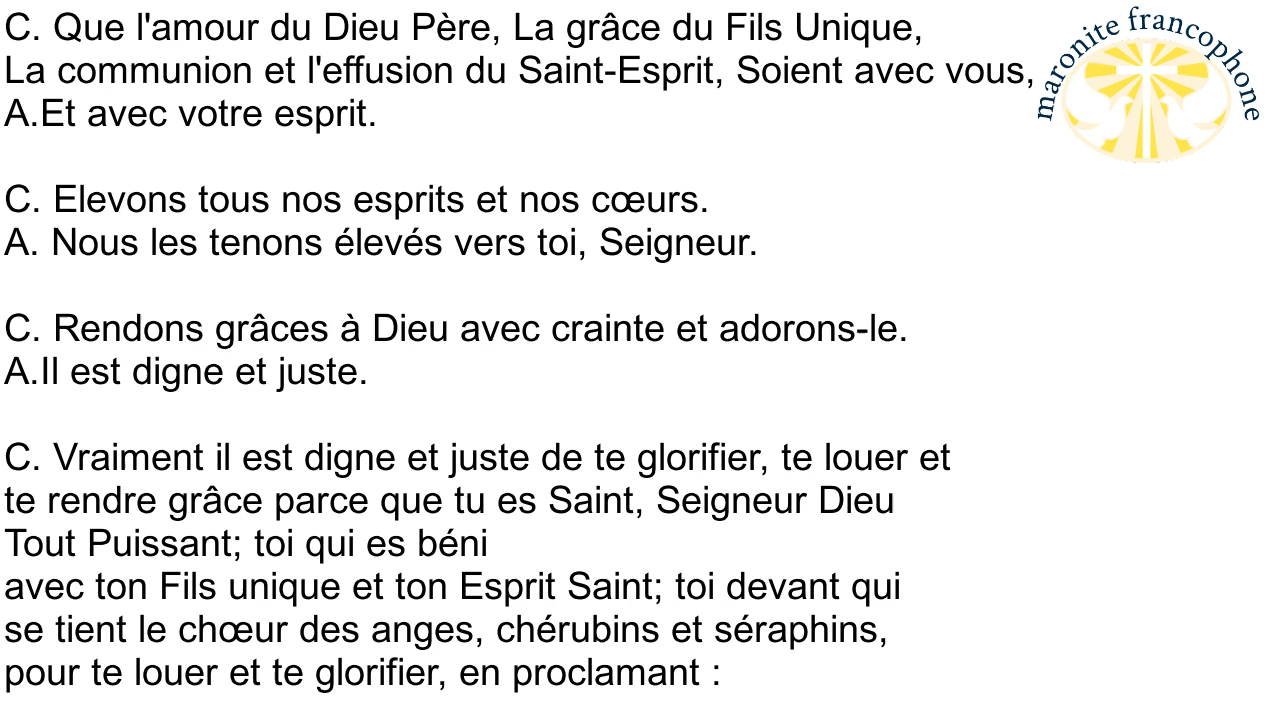 C. Que l'amour du Dieu Père, La grâce du Fils Unique,
La communion et l'effusion du Saint-Esprit, Soient avec vous,
A.Et avec votre esprit.
C. Elevons tous nos esprits et nos cœurs.
A. Nous les tenons élevés vers toi, Seigneur.
C. Rendons grâces à Dieu avec crainte et adorons-le.
A.Il est digne et juste.
C. Vraiment il est digne et juste de te glorifier, te louer et
te rendre grâce parce que tu es Saint, Seigneur Dieu
Tout Puissant; toi qui es béni
avec ton Fils unique et ton Esprit Saint; toi devant qui
se tient le chœur des anges, chérubins et séraphins,
pour te louer et te glorifier, en proclamant :
maronite francophone